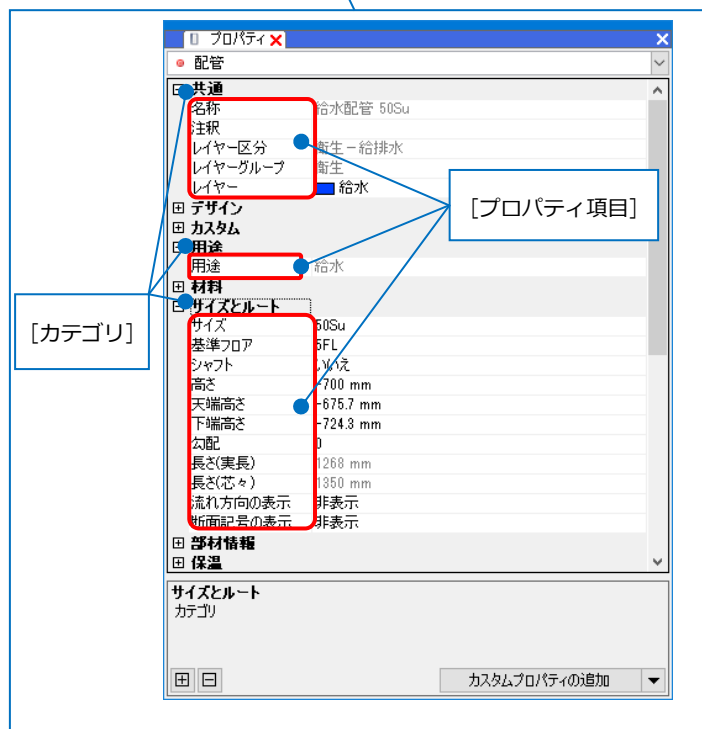 プロパティ
配管
共通
名称 給水配管 50Su
注釈
レイヤー区分 衛生－給排水
レイヤーグループ 衛生
レイヤー 給水
デザイン
カスタム
用途
用途 給水
材料
サイズとルート
サイズ 50Su
基準フロア 5FL
シャフト いいえ
高さ -700 mm
天端高さ -675.7 mm
下端高さ -724.3 mm
勾配 0
長さ(実長) 1268 mm
長さ(芯々) 1350 mm
流れ方向の表示 非表示
断面記号の表示 非表示
部材情報
保温
サイズとルート
カテゴリ
カスタムプロパティの追加
[プロパティ項目]
[カテゴリ]